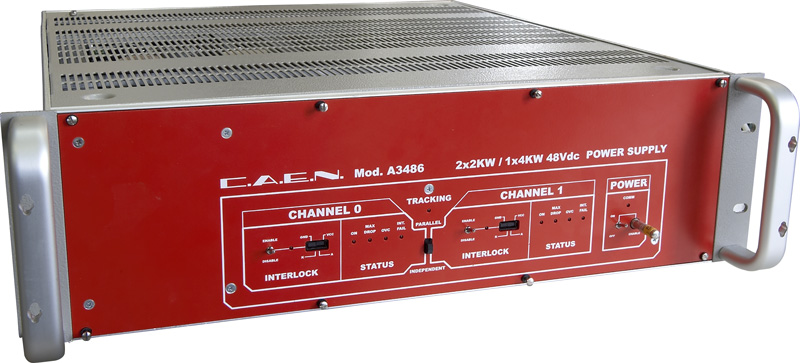 C.A.E.N. Mod. A3486
2x2KW / 1x4KW 48Vdc POWER SUPPLY
TRACKING
CHANNEL 0
PARALLEL
CHANNEL 1
POWER
ENABLE
DISABLE
GND
VCC
INTERLOCK
ON
MAX DROP
OVC
INT. FAIL
STATUS
INDEPENDENT
ENABLE
DISABLE
GND
VCC
INTERLOCK
ON
MAX DROP
OVC
INT. FAIL
STATUS
OFF
ENABLE